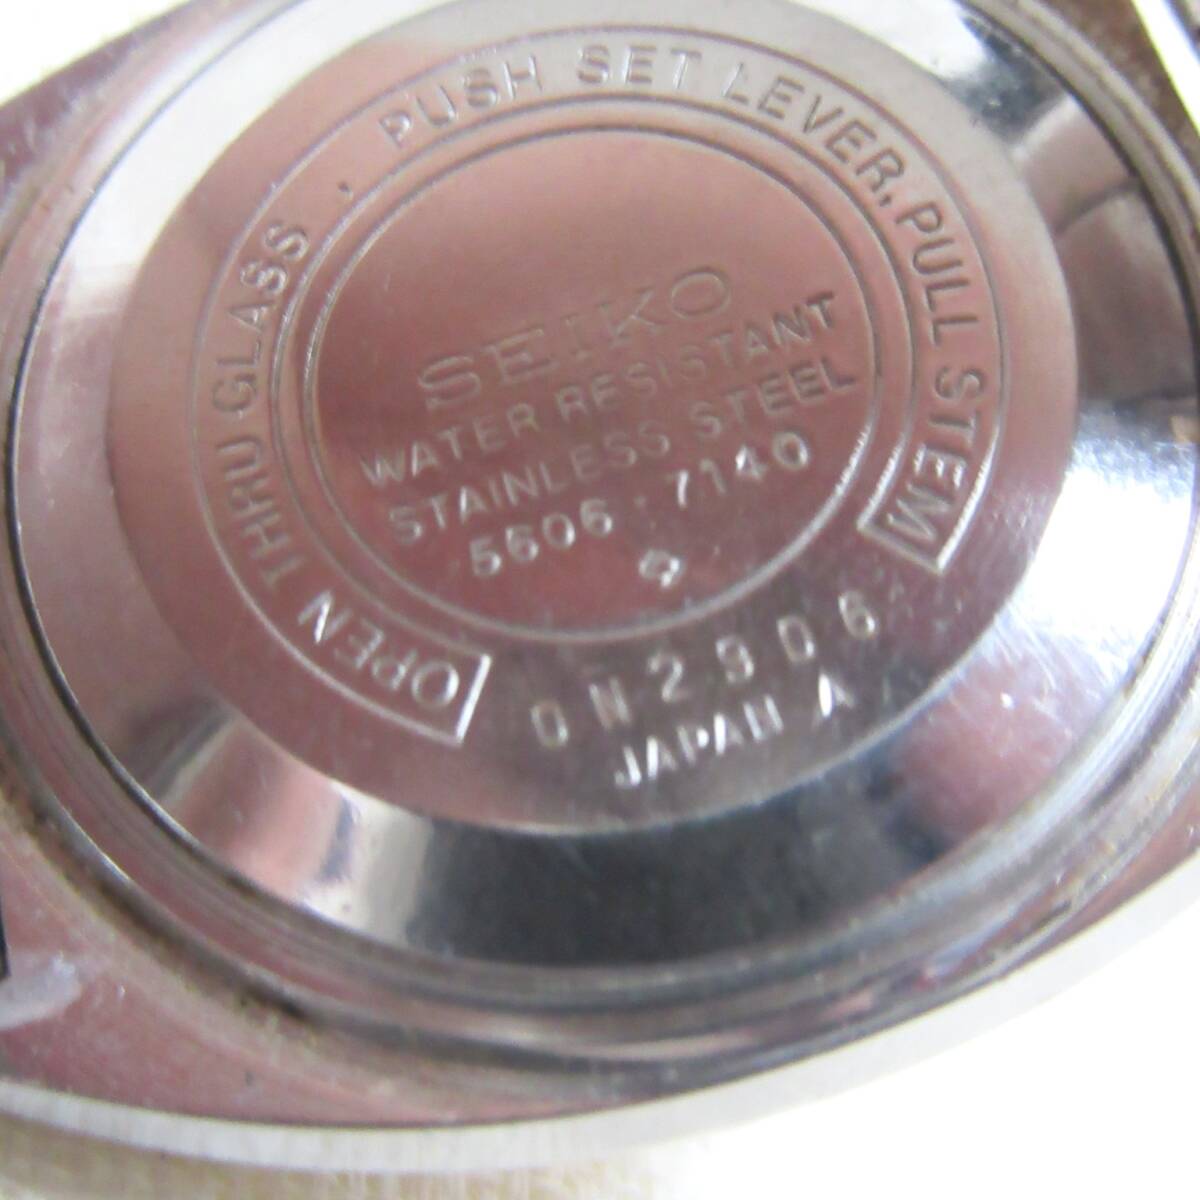 OPEN THRU GLASS . PUSH SET LEVER, PULL STEM
SEIKO
WATER RESISTANT
STAINLESS STEEL
5606-7140
0N2906
JAPAN A